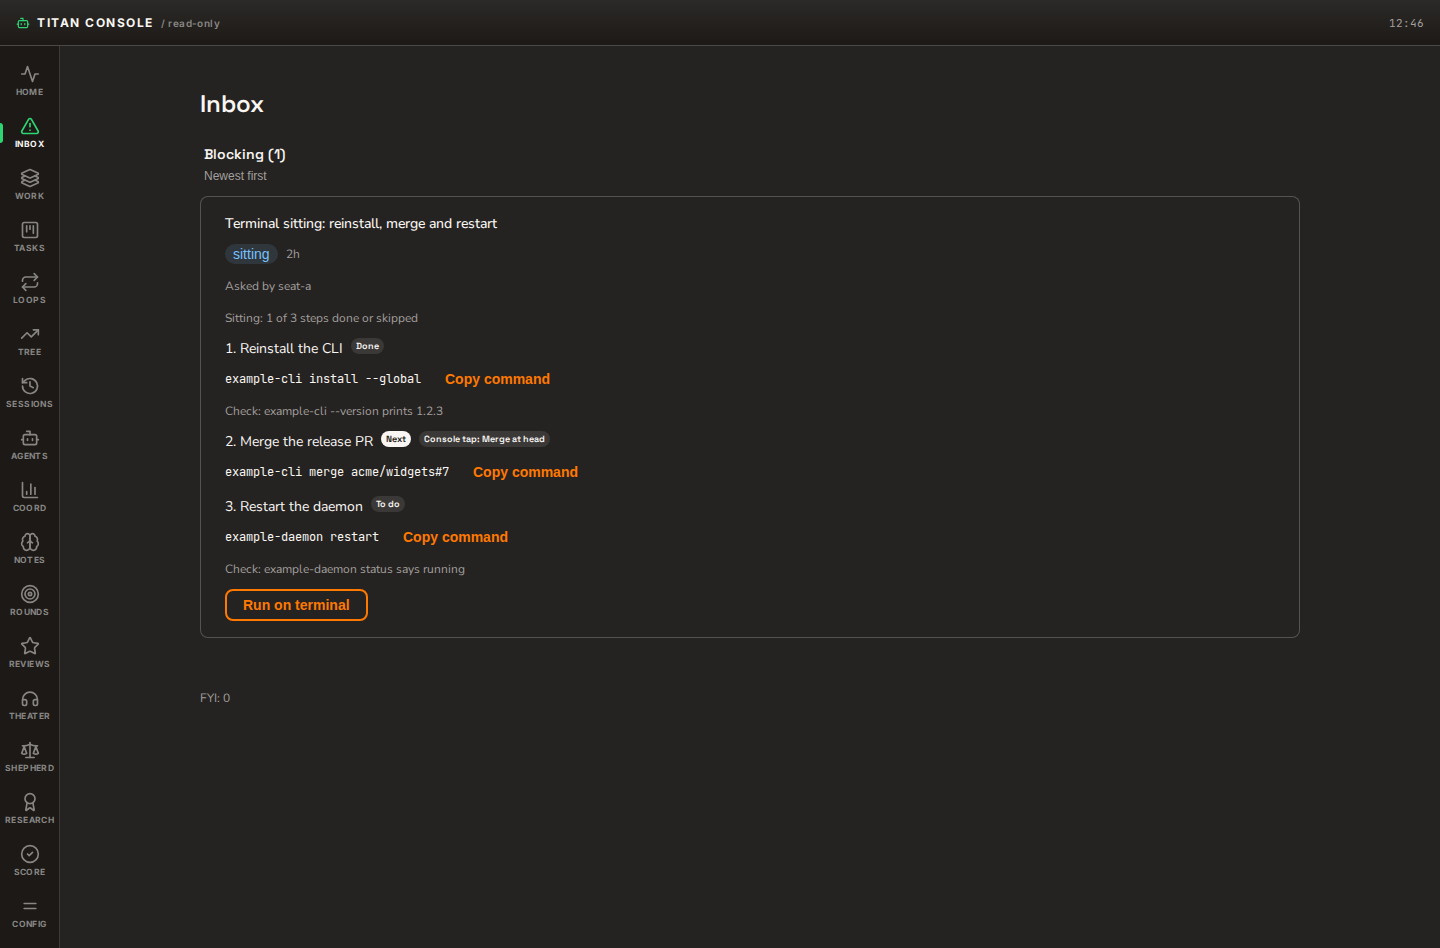 TITAN CONSOLE / read-only
12:46
HOME
INBOX
WORK
TASKS
LOOPS
TREE
SESSIONS
AGENTS
COORD
NOTES
ROUNDS
REVIEWS
THEATER
SHEPHERD
RESEARCH
SCORE
CONFIG
Inbox
Blocking (1)
Newest first
Terminal sitting: reinstall, merge and restart
sitting 2h
Asked by seat-a
Sitting: 1 of 3 steps done or skipped
1. Reinstall the CLI Done
example-cli install --global Copy command
Check: example-cli --version prints 1.2.3
2. Merge the release PR Next Console tap: Merge at head
example-cli merge acme/widgets#7 Copy command
3. Restart the daemon To do
example-daemon restart Copy command
Check: example-daemon status says running
Run on terminal
FYI: 0